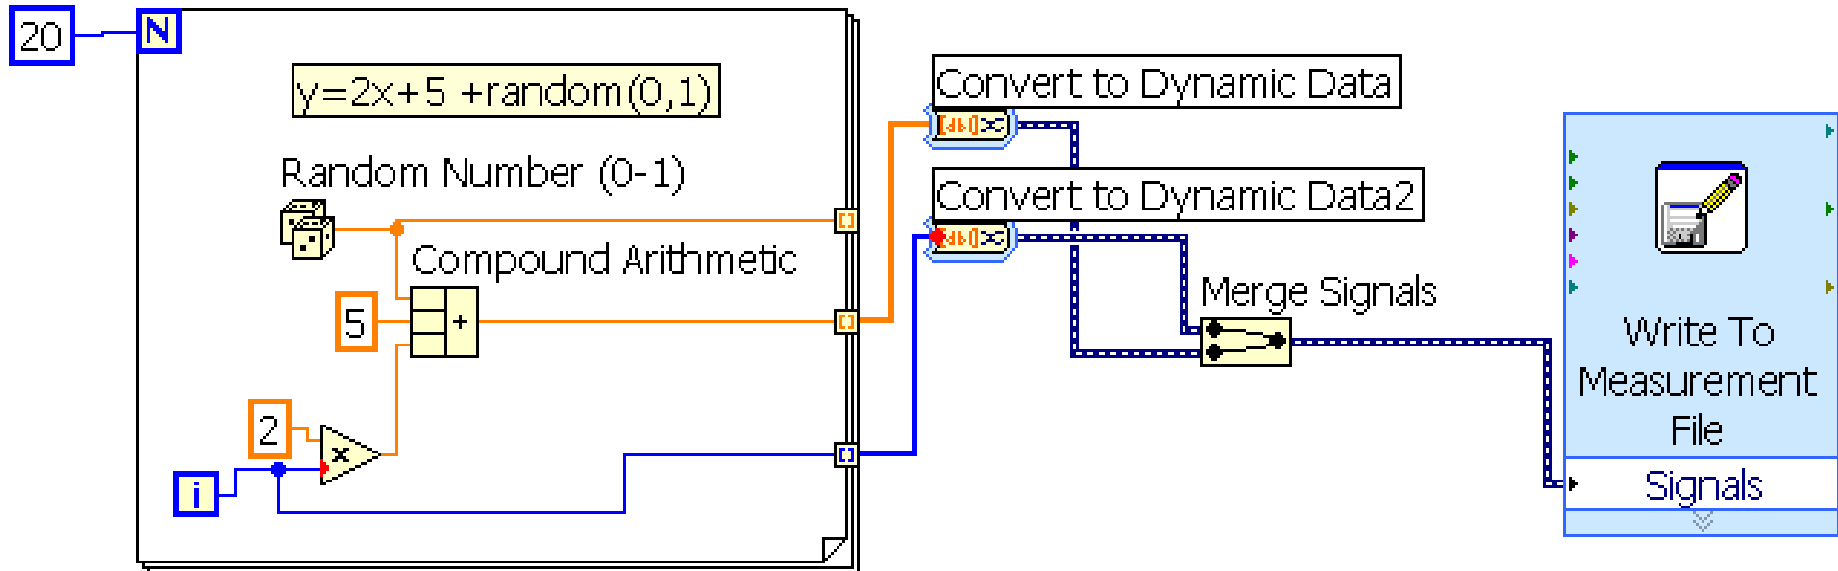 20
N
y=2x+5 +random(0,1)
Random Number (0-1)
Compound Arithmetic
5
+
2
x
i
Convert to Dynamic Data
Convert to Dynamic Data2
Merge Signals
Write To
Measurement
File
Signals